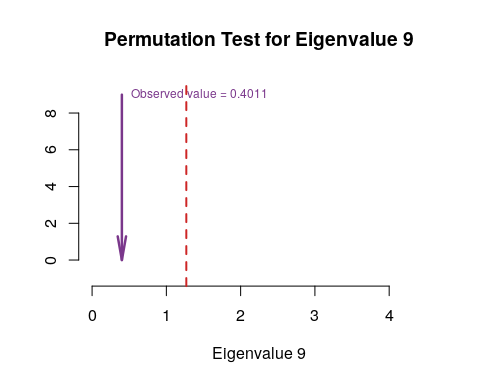 Permutation Test for Eigenvalue 9
Observed value = 0.4011
8
6
4
2
0
0 1 2 3 4
Eigenvalue 9